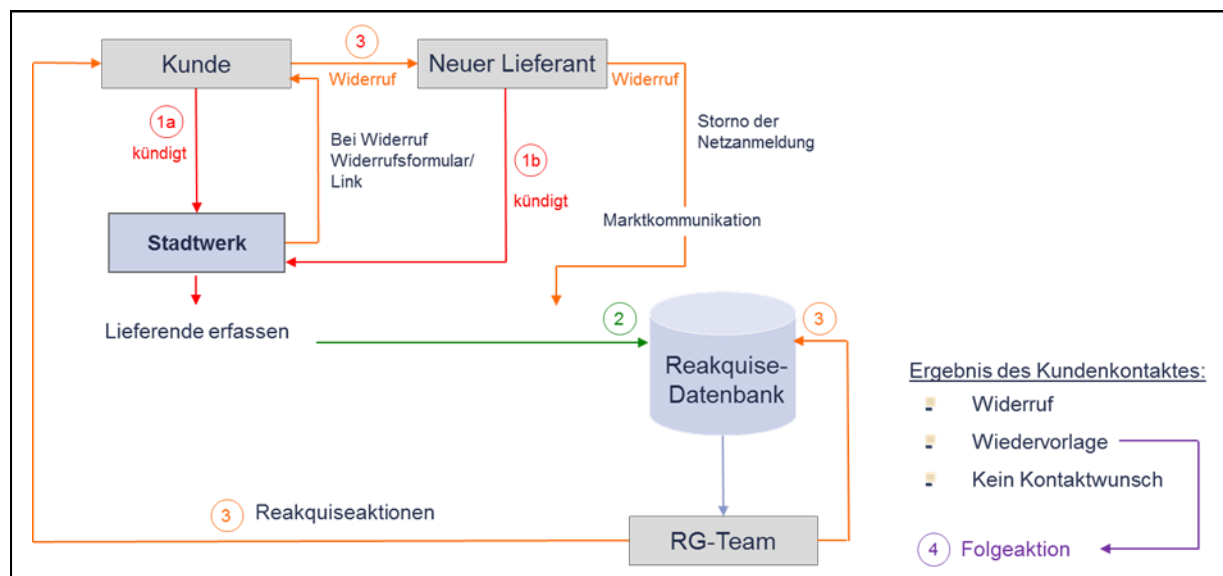 3
Kunde
Neuer Lieferant
Widerruf
Widerruf
1a
kündigt
Bei Widerruf
Widerrufsformular/
Link
1b
kündigt
Storno der
Netzanmeldung
Marktkommunikation
Stadtwerk
Lieferende erfassen
2
3
Reakquise-
Datenbank
Ergebnis des Kundenkontaktes:
Widerruf
Wiedervorlage
Kein Kontaktwunsch
3 Reakquiseaktionen
RG-Team
4 Folgeaktion